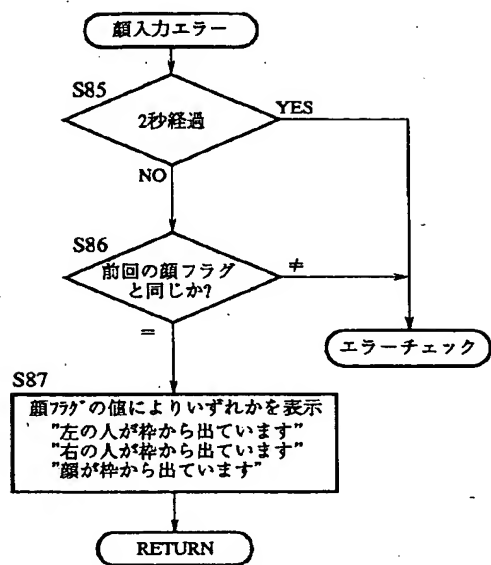 顔入力エラー
S85
2秒経過
YES
NO
S86
前回の顔フラグ
と同じか?
≠
=
エラーチェック
S87
顔フラグの値によりいずれかを表示
"左の人が枠から出ています"
"右の人が枠から出ています"
"顔が枠から出ています"
RETURN